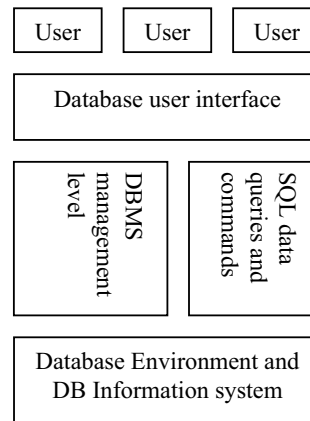 User
User
User
Database user interface
DBMS
management
level
SQL data
queries and
commands
Database Environment and
DB Information system